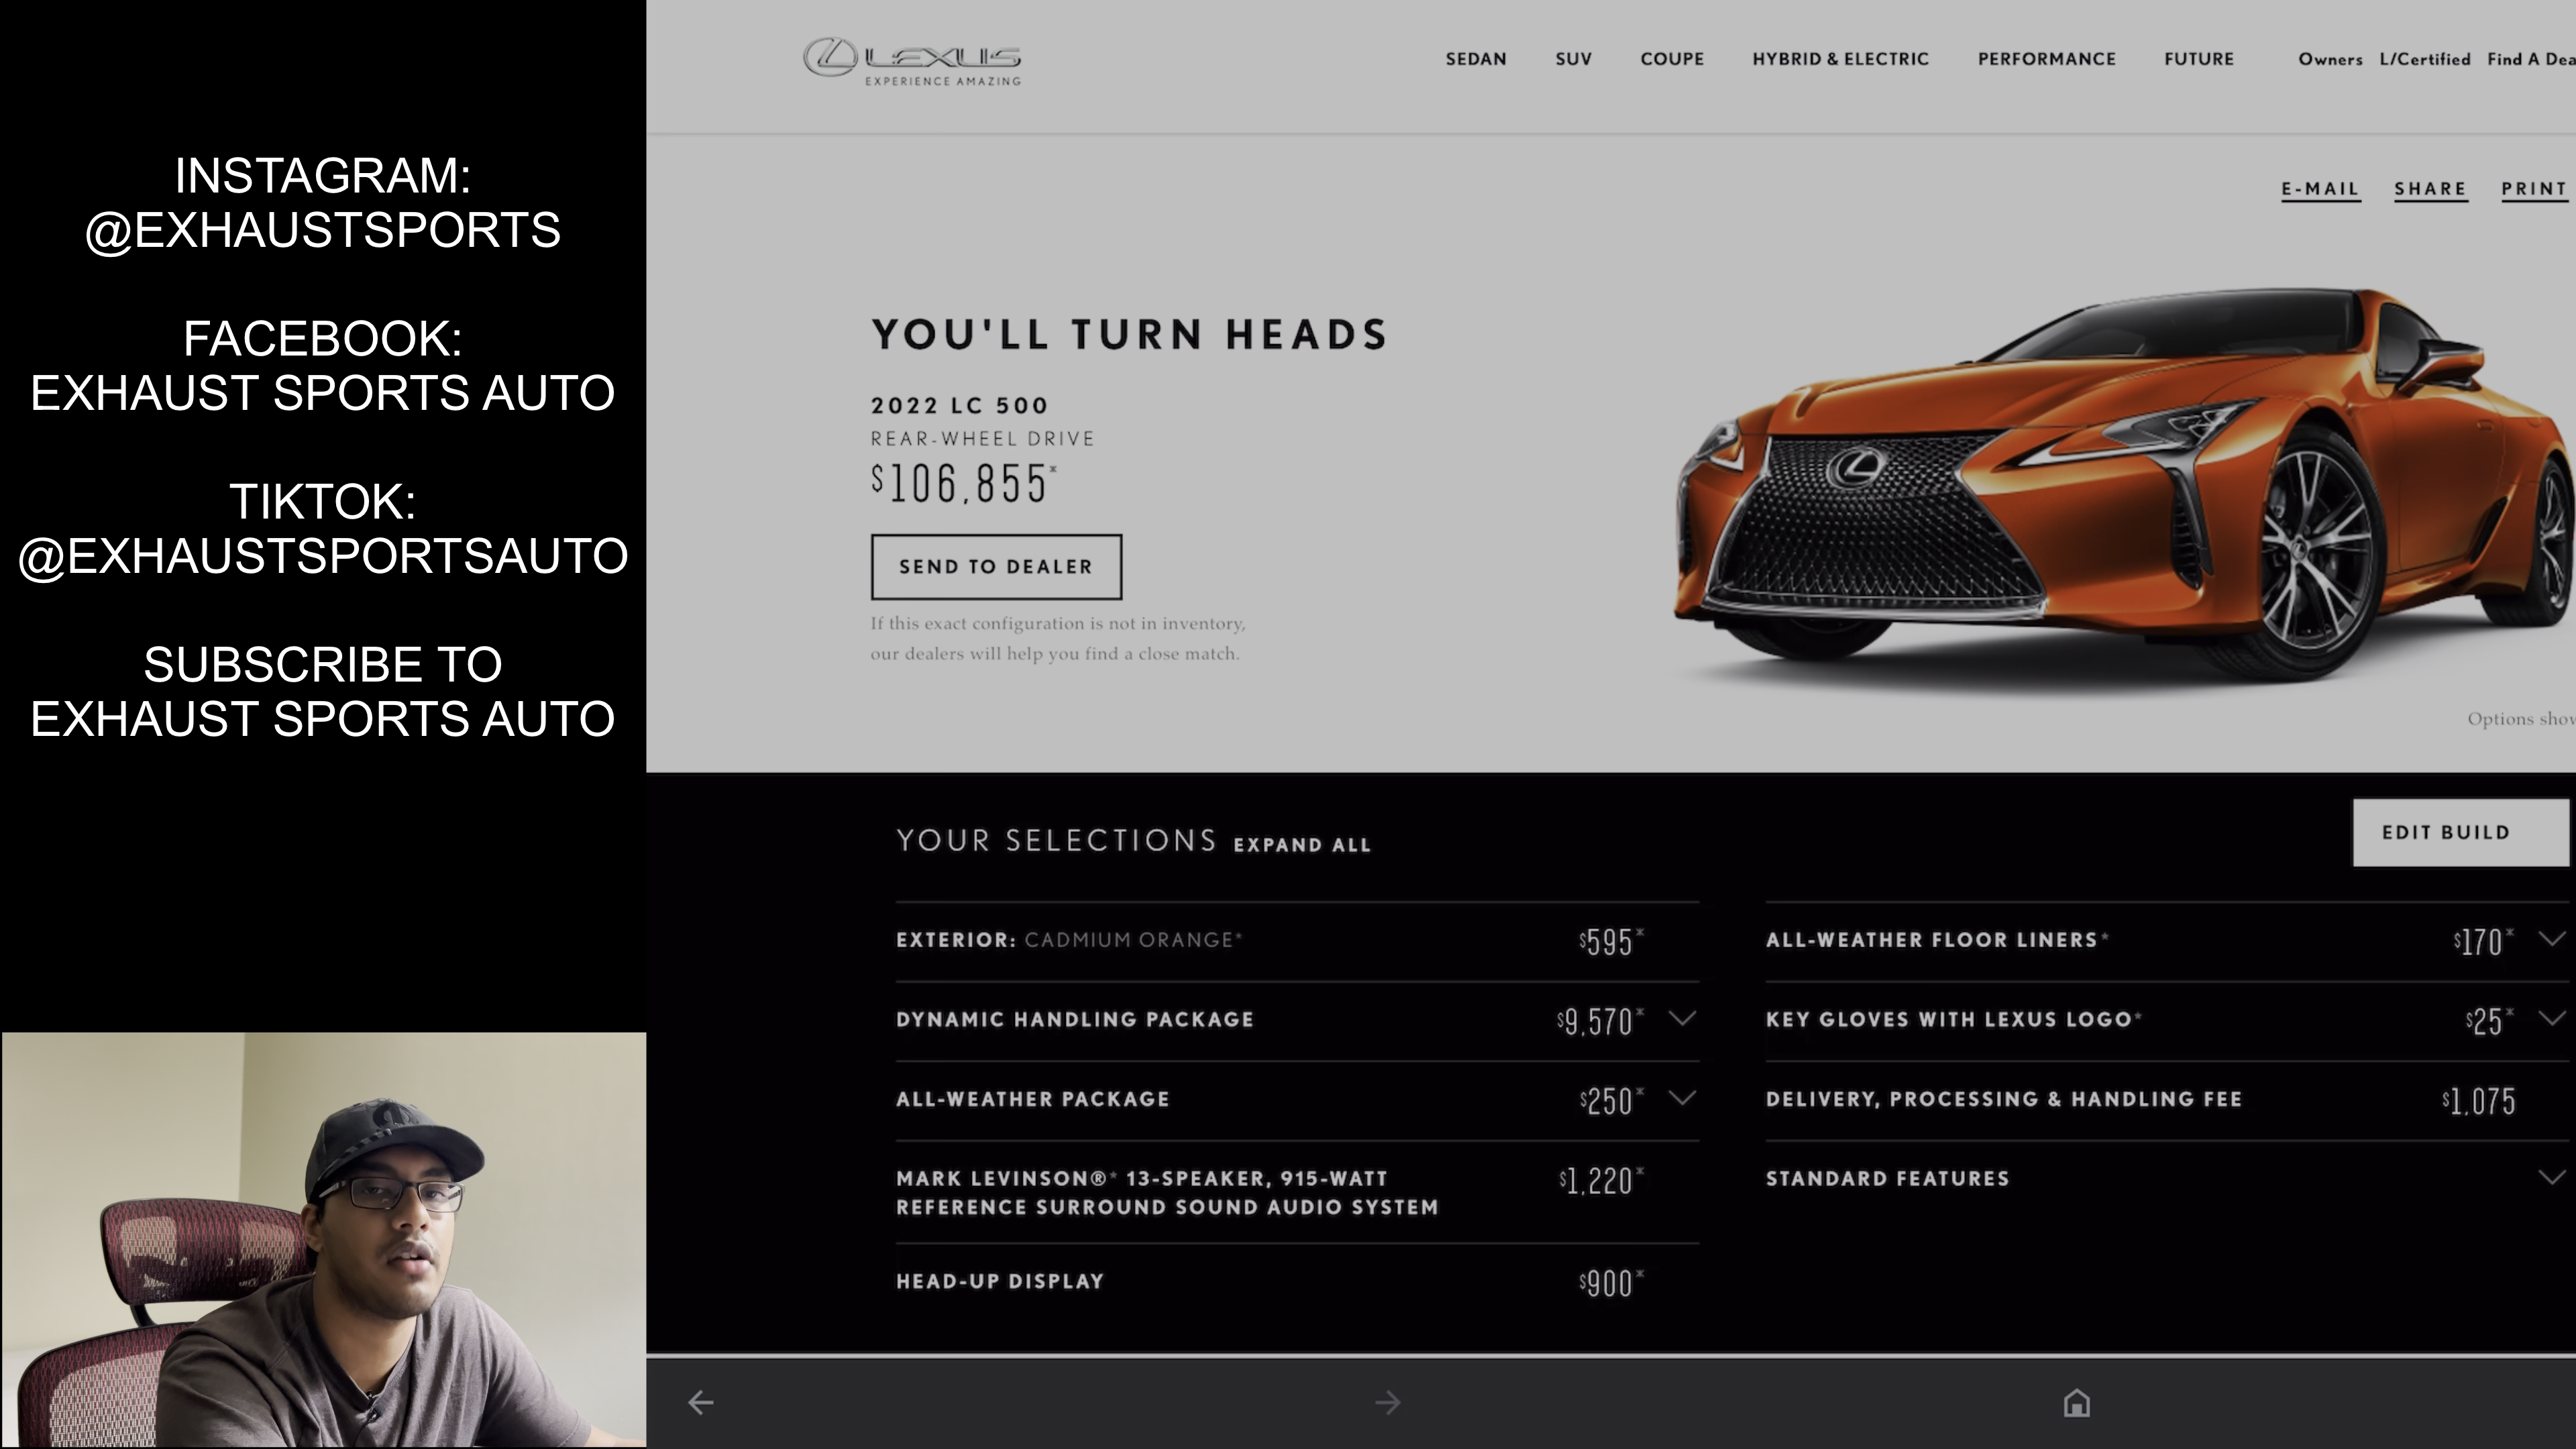 INSTAGRAM:
@EXHAUSTSPORTS
FACEBOOK:
EXHAUST SPORTS AUTO
TIKTOK:
@EXHAUSTSPORTSAUTO
SUBSCRIBE TO
EXHAUST SPORTS AUTO
LEXUS
EXPERIENCE AMAZING
SEDAN SUV COUPE HYBRID & ELECTRIC PERFORMANCE FUTURE Owners L/Certified Find A Dea
E-MAIL SHARE PRINT
YOU'LL TURN HEADS
2022 LC 500
REAR-WHEEL DRIVE
$106,855*
SEND TO DEALER
If this exact configuration is not in inventory,
our dealers will help you find a close match.
Options show
YOUR SELECTIONS EXPAND ALL
EDIT BUILD
EXTERIOR: CADMIUM ORANGE* $595*
DYNAMIC HANDLING PACKAGE $9,570*
ALL-WEATHER PACKAGE $250*
MARK LEVINSON®* 13-SPEAKER, 915-WATT
REFERENCE SURROUND SOUND AUDIO SYSTEM $1,220*
HEAD-UP DISPLAY $900*
ALL-WEATHER FLOOR LINERS* $170*
KEY GLOVES WITH LEXUS LOGO* $25*
DELIVERY, PROCESSING & HANDLING FEE $1,075
STANDARD FEATURES